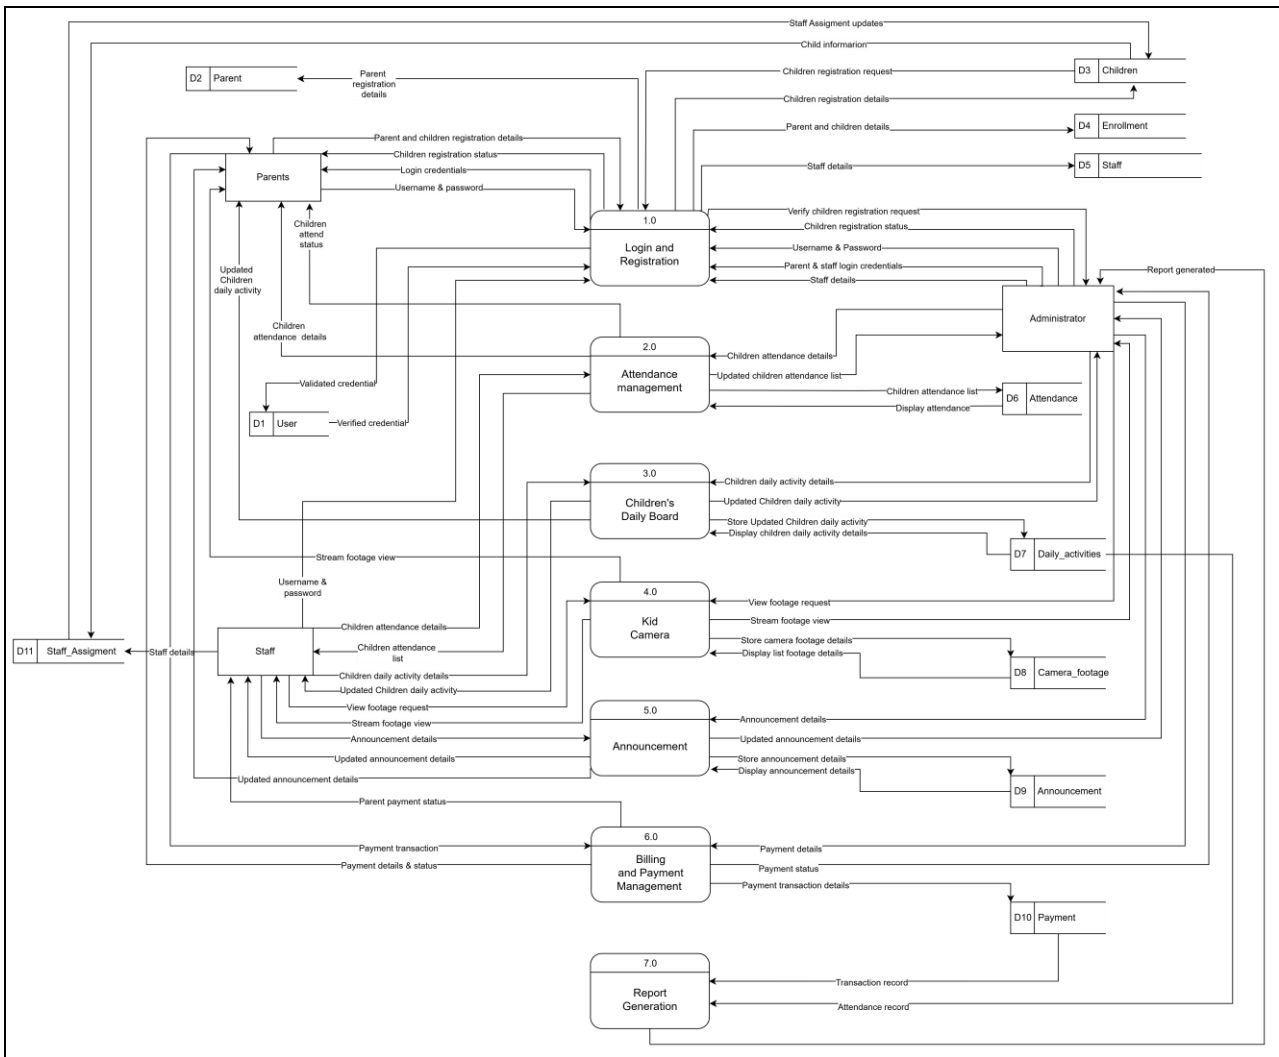 Staff Assigment updates
Child informarion
D2 Parent
Parent
registration
details
Children registration request
D3 Children
Children registration details
Parent and children registration details
Parent and children details
D4 Enrollment
Children registration status
Staff details
D5 Staff
Login credentials
Parents
Username & password
Verify children registration request
1.0
Login and
Registration
Children registration status
Children
attend
status
Username & Password
Updated
Children
daily activity
Parent & staff login credentials
Report generated
Staff details
Administrator
Children
attendance details
2.0
Attendance
management
Children attendance details
Updated children attendance list
Validated credential
Children attendance list
D6 Attendance
Display attendance
D1 User
Verified credential
3.0
Children's
Daily Board
Children daily activity details
Updated Children daily activity
Store Updated Children daily activity
Display children daily activity details
D7 Daily_activities
Stream footage view
Username &
password
4.0
Kid
Camera
View footage request
Stream footage view
Children attendance details
Store camera footage details
Display list footage details
D11 Staff_Assigment
Staff details
Staff
Children attendance
list
D8 Camera_footage
Children daily activity details
Updated Children daily activity
View footage request
Stream footage view
5.0
Announcement
Announcement details
Announcement details
Updated announcement details
Updated announcement details
Store announcement details
Display announcement details
Updated announcement details
D9 Announcement
Parent payment status
6.0
Billing
and Payment
Management
Payment transaction
Payment details
Payment details & status
Payment status
Payment transaction details
D10 Payment
7.0
Report
Generation
Transaction record
Attendance record